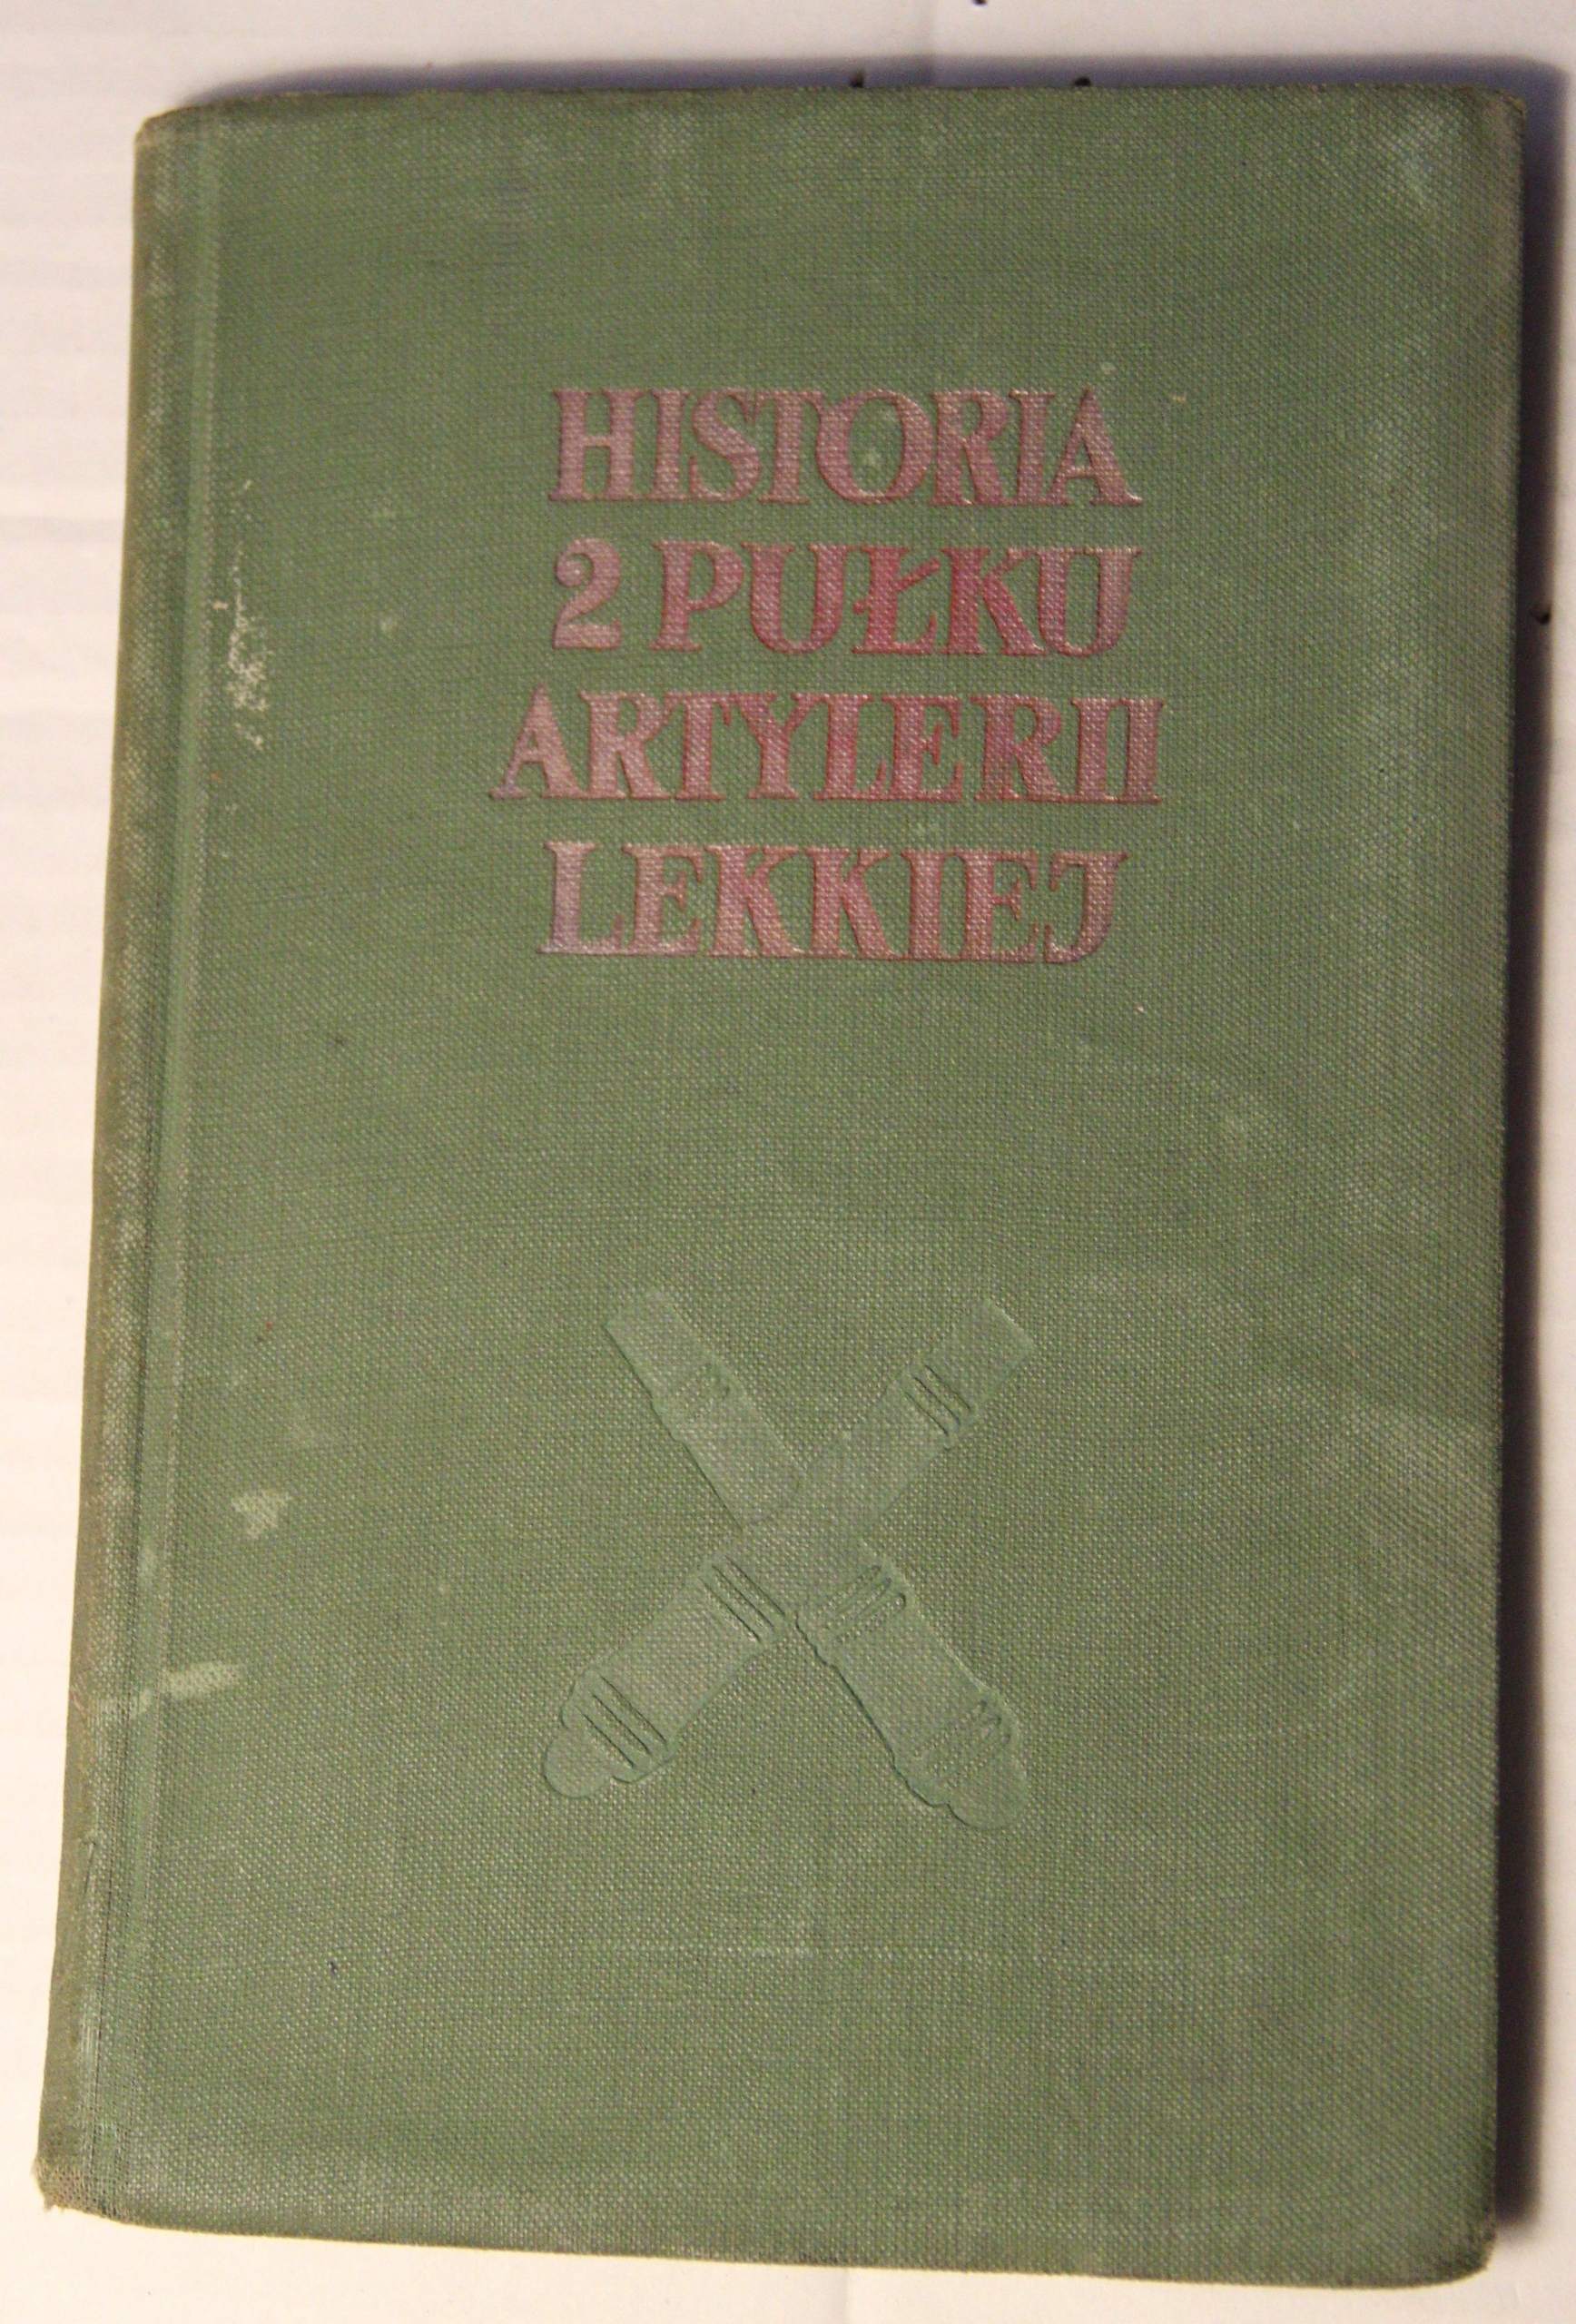 HISTORIA
2 PUŁKU
ARTYLERII
LEKKIEJ